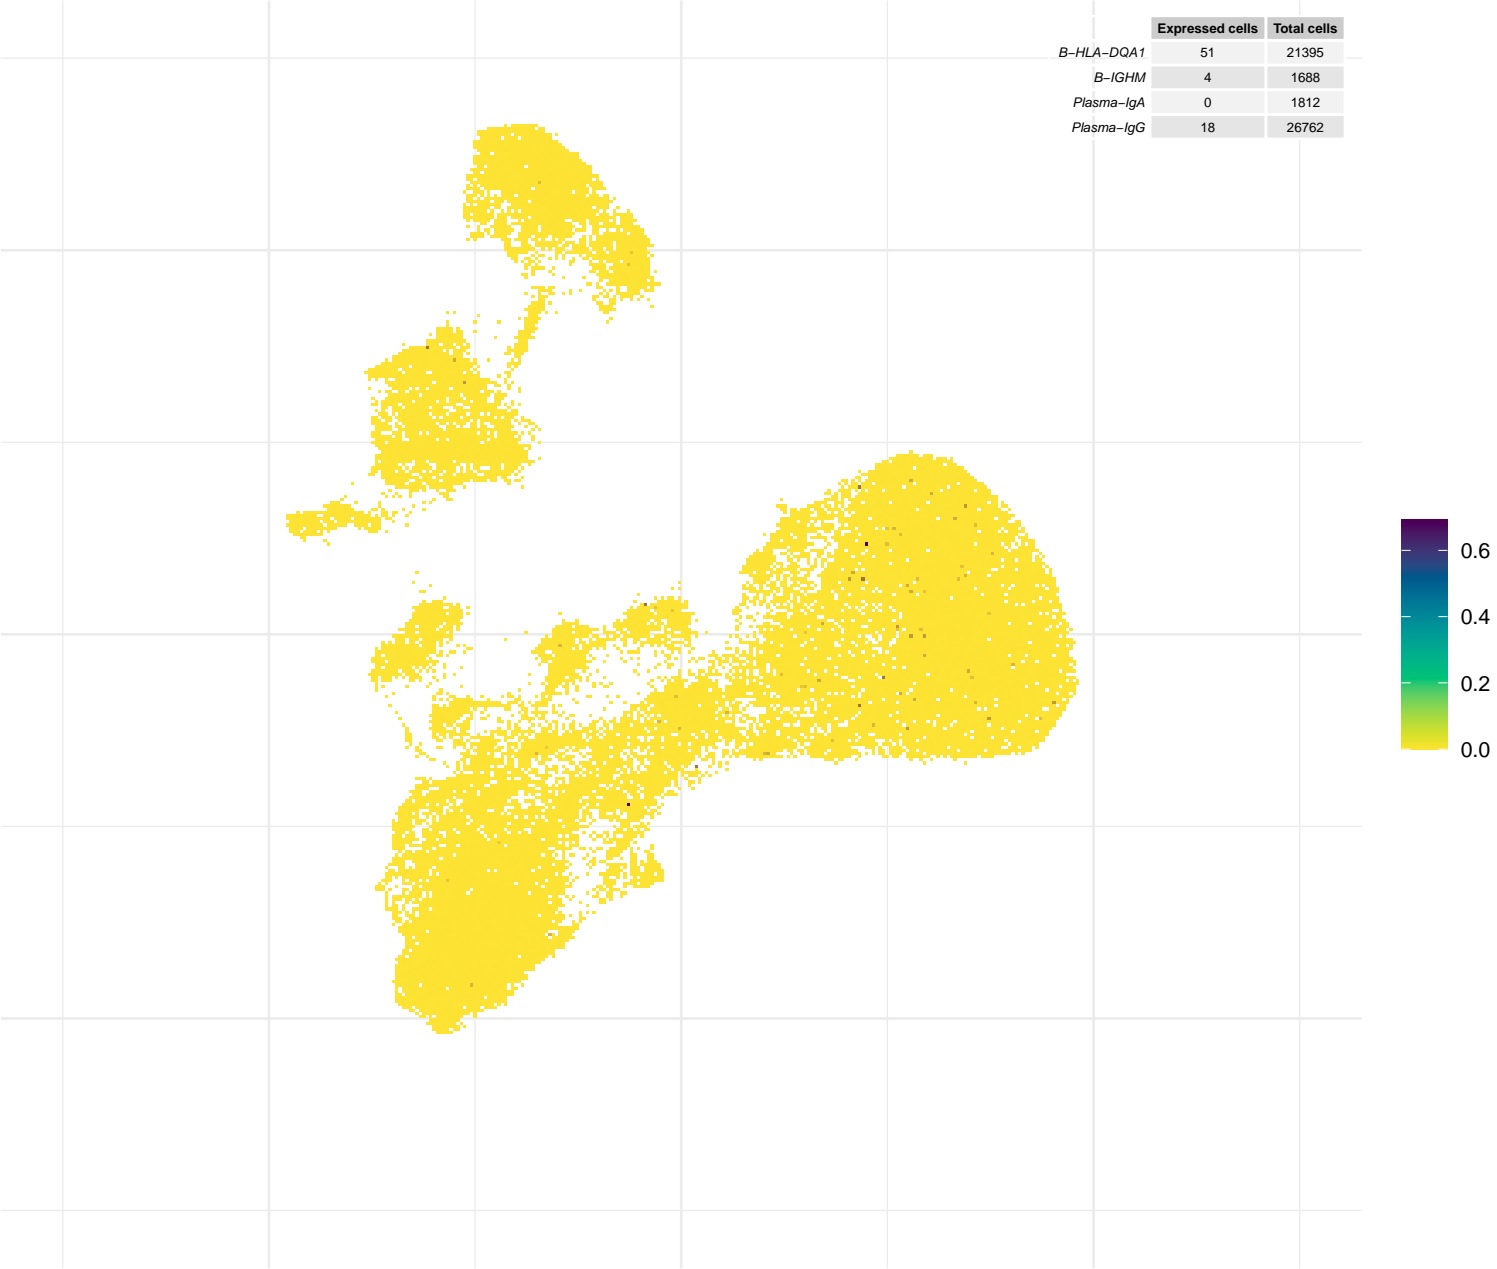 Expressed cells Total cells
B−HLA−DQA1 51 21395
B−IGHM 4 1688
Plasma−IgA 0 1812
Plasma−IgG 18 26762
0.6
0.4
0.2
0.0